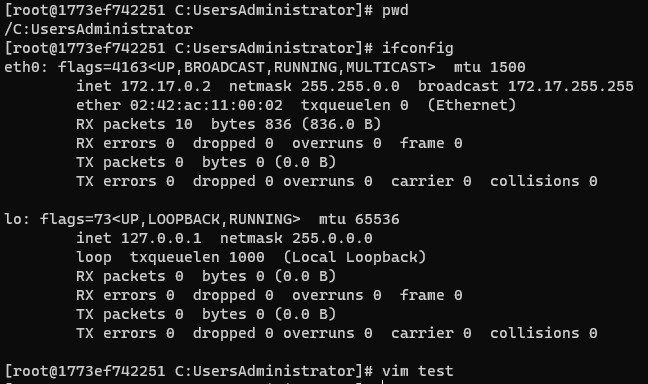 [root@1773ef742251 C:UsersAdministrator]# pwd
/C:UsersAdministrator
[root@1773ef742251 C:UsersAdministrator]# ifconfig
eth0: flags=4163<UP,BROADCAST,RUNNING,MULTICAST>  mtu 1500
        inet 172.17.0.2  netmask 255.255.0.0  broadcast 172.17.255.255
        ether 02:42:ac:11:00:02  txqueuelen 0  (Ethernet)
        RX packets 10  bytes 836 (836.0 B)
        RX errors 0  dropped 0  overruns 0  frame 0
        TX packets 0  bytes 0 (0.0 B)
        TX errors 0  dropped 0 overruns 0  carrier 0  collisions 0

lo: flags=73<UP,LOOPBACK,RUNNING>  mtu 65536
        inet 127.0.0.1  netmask 255.0.0.0
        loop  txqueuelen 1000  (Local Loopback)
        RX packets 0  bytes 0 (0.0 B)
        RX errors 0  dropped 0  overruns 0  frame 0
        TX packets 0  bytes 0 (0.0 B)
        TX errors 0  dropped 0 overruns 0  carrier 0  collisions 0

[root@1773ef742251 C:UsersAdministrator]# vim test